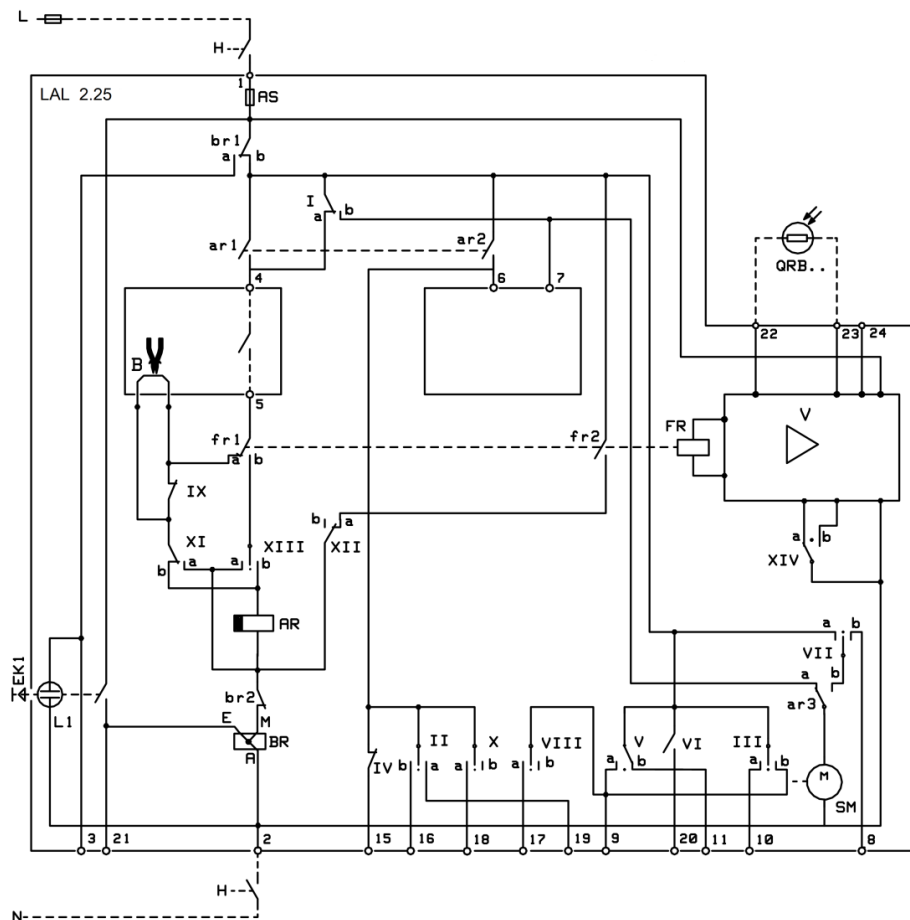 L
H
1
LAL 2.25
AS
br1
a b
I
a b
ar1
ar2
4
6 7
QRB..
22 23 24
B
5
V
FR
fr1
a b
fr2
IX
b a
XI
XIII
XII
b a
a b
a b
XIV
AR
EK1
L1
a b
VII
a b
ar3
br2
E M
BR
A
II X VIII V VI III
IV
b a
a b
a b
a b
a b
M
SM
3 21 2 15 16 18 17 19 9 20 11 10 8
H
N